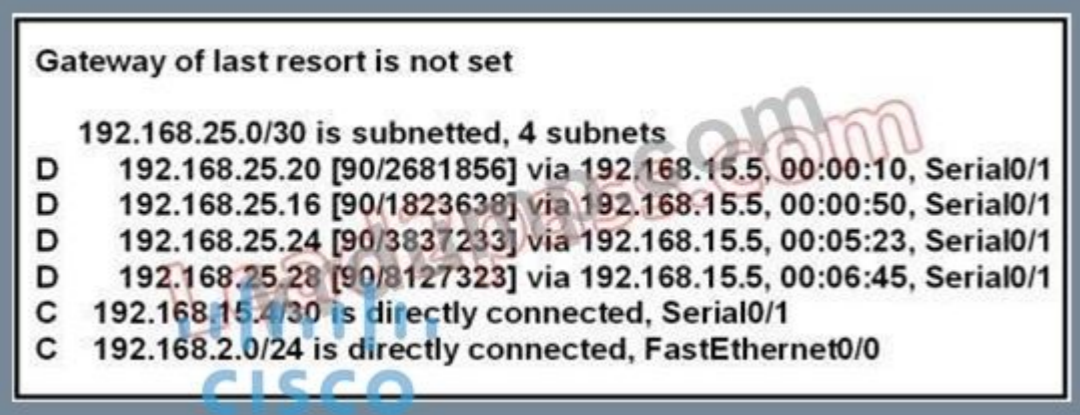 Gateway of last resort is not set
192.168.25.0/30 is subnetted, 4 subnets
D 192.168.25.20 [90/2681856] via 192.168.15.5, 00:00:10, Serial0/1
D 192.168.25.16 [90/1823638] via 192.168.15.5, 00:00:50, Serial0/1
D 192.168.25.24 [90/3837233] via 192.168.15.5, 00:05:23, Serial0/1
D 192.168.25.28 [90/8127323] via 192.168.15.5, 00:06:45, Serial0/1
C 192.168.15.4/30 is directly connected, Serial0/1
C 192.168.2.0/24 is directly connected, FastEthernet0/0
CISCO